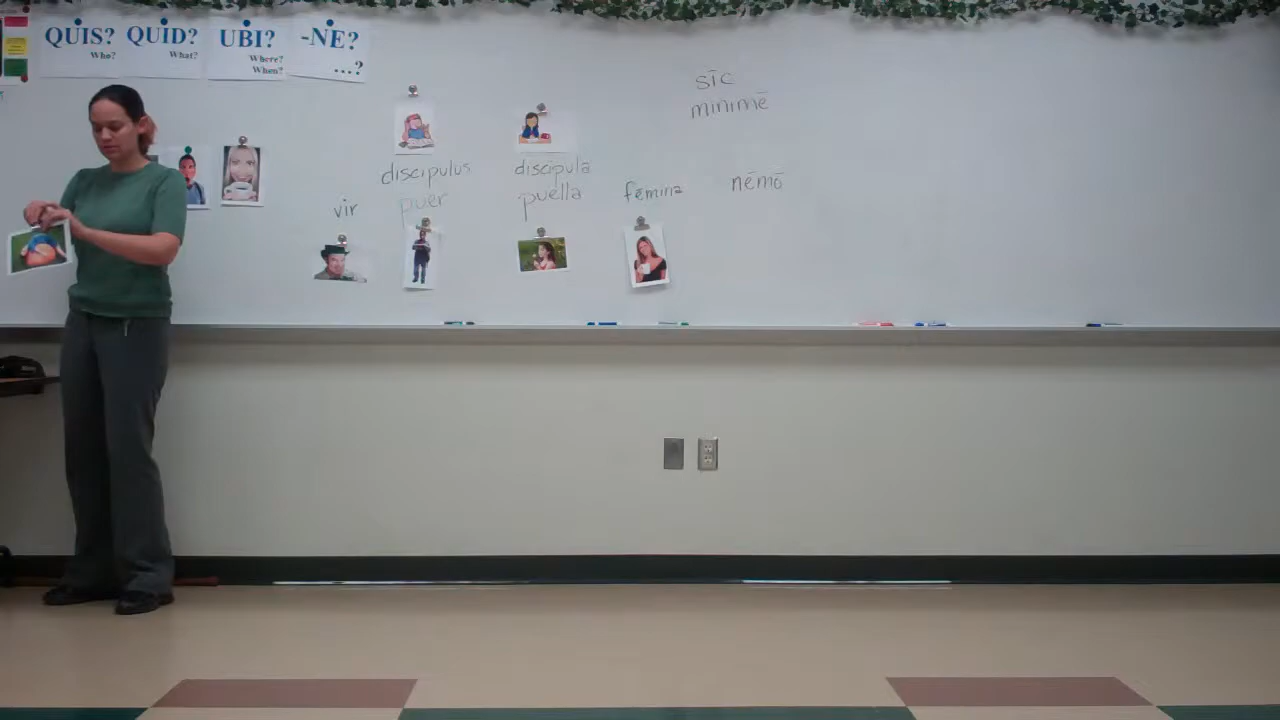 QUIS?
Who?
QUID?
What?
UBI?
Where?
When?
-NE?
...?
sīc
minimē
discipulus
puer
discipula
puella
vir
fēmina
nēmō